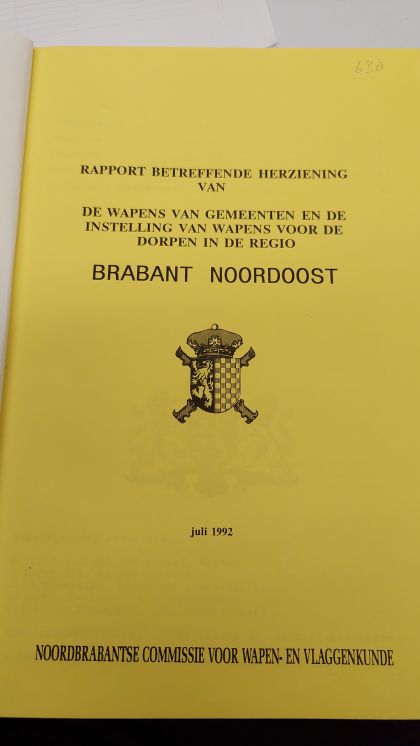 630
RAPPORT BETREFFENDE HERZIENING
VAN
DE WAPENS VAN GEMEENTEN EN DE
INSTELLING VAN WAPENS VOOR DE
DORPEN IN DE REGIO
BRABANT NOORDOOST
juli 1992
NOORDBRABANTSE COMMISSIE VOOR WAPEN- EN VLAGGENKUNDE